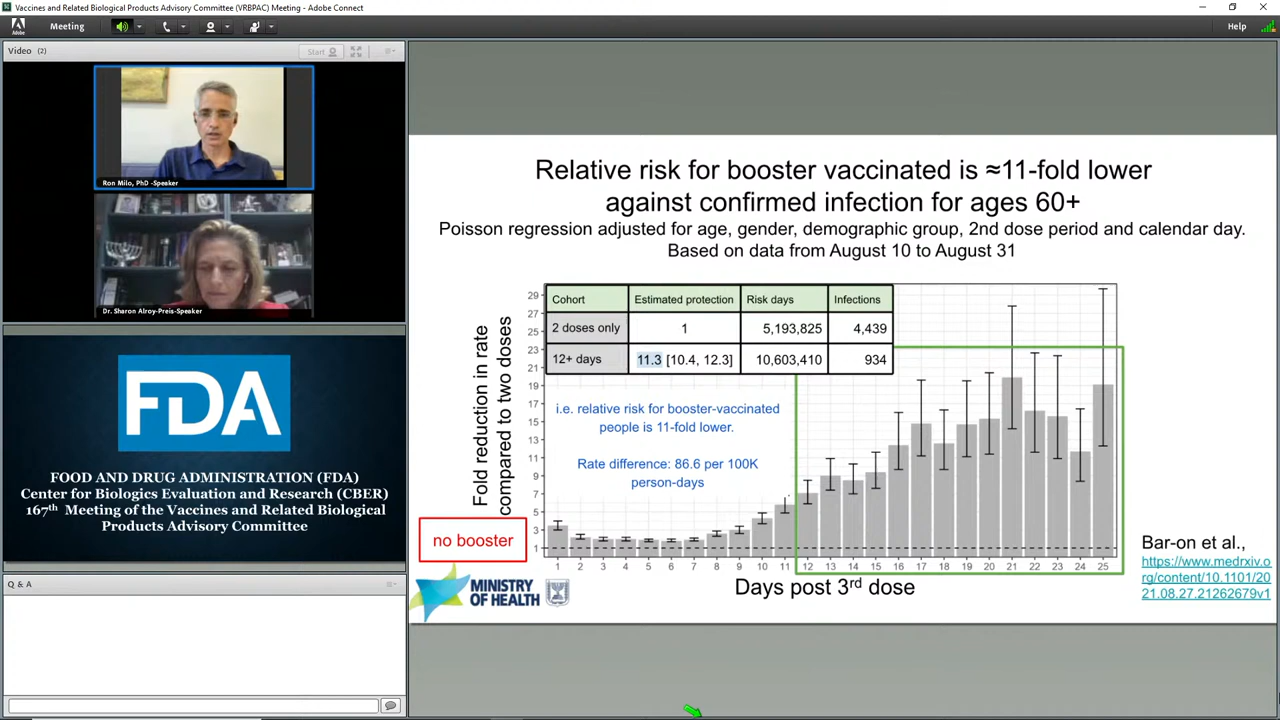 Vaccines and Related Biological Products Advisory Committee (VRBPAC) Meeting - Adobe Connect
Meeting
Help
Video (2)
Start
Ron Milo, PhD -Speaker
Dr. Sharon Alroy-Preis-Speaker
FDA
FOOD AND DRUG ADMINISTRATION (FDA)
Center for Biologics Evaluation and Research (CBER)
167th Meeting of the Vaccines and Related Biological
Products Advisory Committee
Q & A
Relative risk for booster vaccinated is ≈11-fold lower
against confirmed infection for ages 60+
Poisson regression adjusted for age, gender, demographic group, 2nd dose period and calendar day.
Based on data from August 10 to August 31
Fold reduction in rate
compared to two doses
29
27
25
23
21
19
17
15
13
11
9
7
5
3
1
Cohort Estimated protection Risk days Infections
2 doses only 1 5,193,825 4,439
12+ days 11.3 [10.4, 12.3] 10,603,410 934
i.e. relative risk for booster-vaccinated
people is 11-fold lower.
Rate difference: 86.6 per 100K
person-days
no booster
1 2 3 4 5 6 7 8 9 10 11 12 13 14 15 16 17 18 19 20 21 22 23 24 25
Days post 3rd dose
MINISTRY
OF HEALTH
Bar-on et al.,
https://www.medrxiv.o
rg/content/10.1101/20
21.08.27.21262679v1